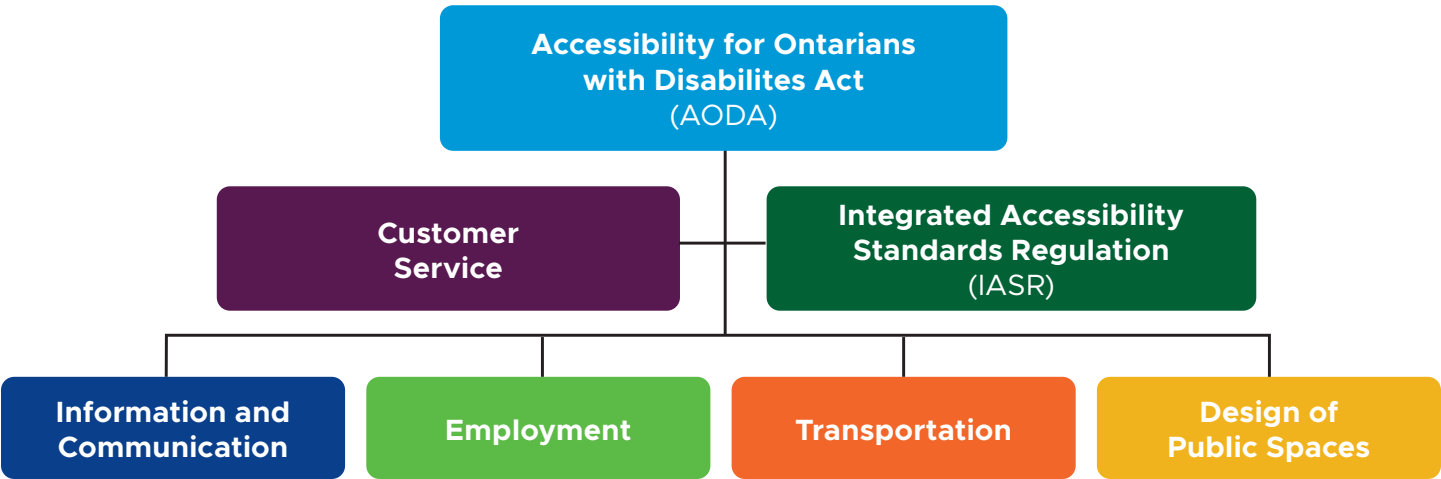 Accessibility for Ontarians
with Disabilites Act
(AODA)
Customer
Service
Integrated Accessibility
Standards Regulation
(IASR)
Information and
Communication
Employment
Transportation
Design of
Public Spaces